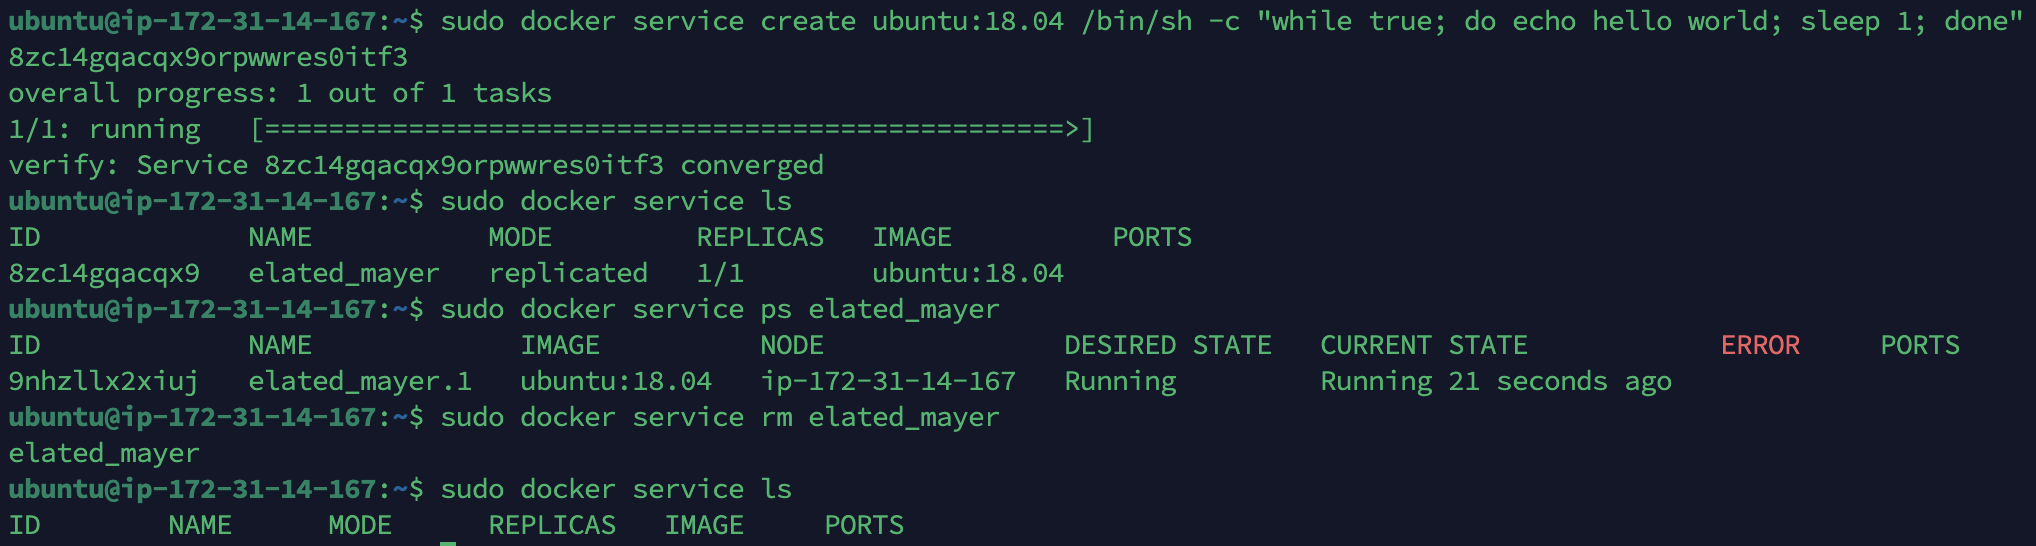 ubuntu@ip-172-31-14-167:~$ sudo docker service create ubuntu:18.04 /bin/sh -c "while true; do echo hello world; sleep 1; done"
8zc14gqacqx9orpwwres0itf3
overall progress: 1 out of 1 tasks
1/1: running   [==================================================>]
verify: Service 8zc14gqacqx9orpwwres0itf3 converged
ubuntu@ip-172-31-14-167:~$ sudo docker service ls
ID             NAME           MODE         REPLICAS   IMAGE          PORTS
8zc14gqacqx9   elated_mayer   replicated   1/1        ubuntu:18.04
ubuntu@ip-172-31-14-167:~$ sudo docker service ps elated_mayer
ID             NAME             IMAGE          NODE               DESIRED STATE   CURRENT STATE            ERROR     PORTS
9nhzllx2xiuj   elated_mayer.1   ubuntu:18.04   ip-172-31-14-167   Running         Running 21 seconds ago
ubuntu@ip-172-31-14-167:~$ sudo docker service rm elated_mayer
elated_mayer
ubuntu@ip-172-31-14-167:~$ sudo docker service ls
ID        NAME      MODE      REPLICAS   IMAGE     PORTS